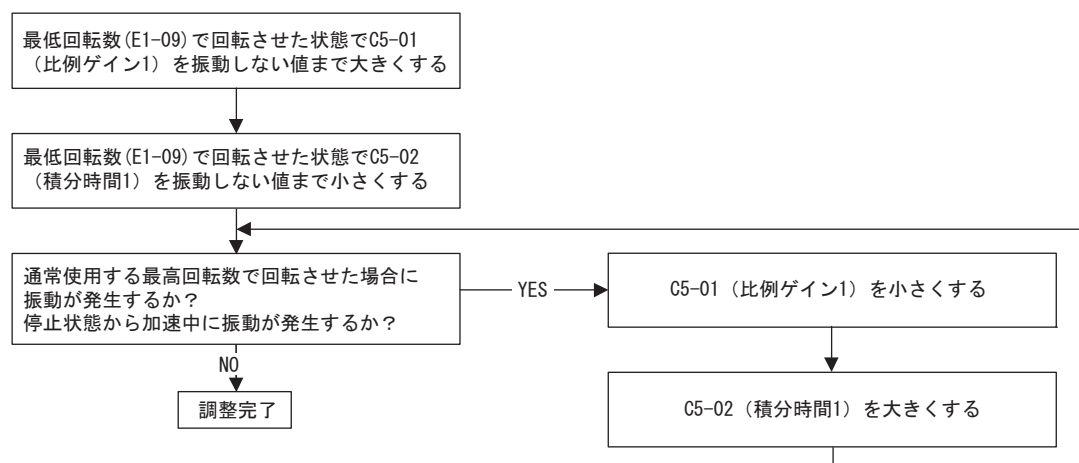 最低回転数(E1-09)で回転させた状態でC5-01
（比例ゲイン1）を振動しない値まで大きくする
最低回転数(E1-09)で回転させた状態でC5-02
（積分時間1）を振動しない値まで小さくする
通常使用する最高回転数で回転させた場合に
振動が発生するか？
停止状態から加速中に振動が発生するか？
YES
C5-01（比例ゲイン1）を小さくする
NO
調整完了
C5-02（積分時間1）を大きくする